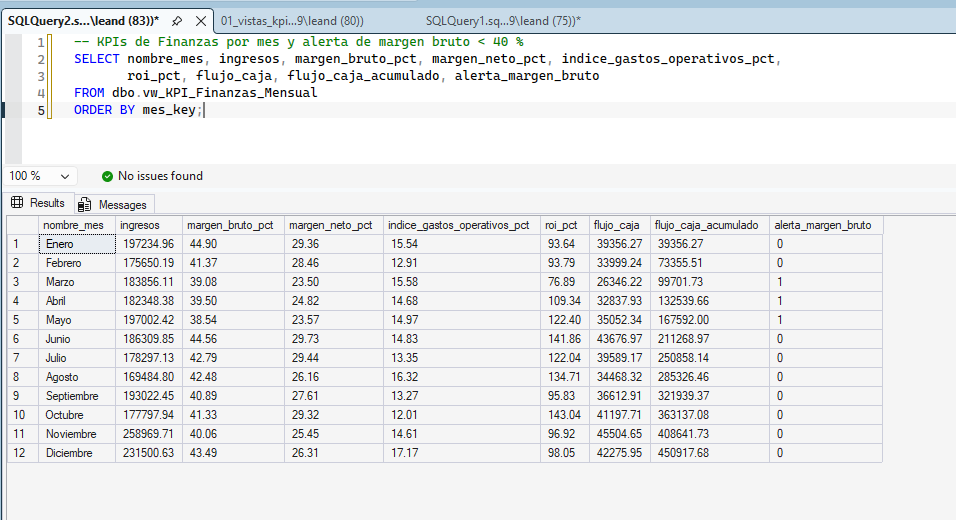 SQLQuery2.s...\leand (83))* 01_vistas_kpi...9\leand (80)) SQLQuery1.sq...9\leand (75))*
1 -- KPIs de Finanzas por mes y alerta de margen bruto < 40 %
2 SELECT nombre_mes, ingresos, margen_bruto_pct, margen_neto_pct, indice_gastos_operativos_pct,
3 roi_pct, flujo_caja, flujo_caja_acumulado, alerta_margen_bruto
4 FROM dbo.vw_KPI_Finanzas_Mensual
5 ORDER BY mes_key;
100 % No issues found
Results Messages
nombre_mes ingresos margen_bruto_pct margen_neto_pct indice_gastos_operativos_pct roi_pct flujo_caja flujo_caja_acumulado alerta_margen_bruto
1 Enero 197234.96 44.90 29.36 15.54 93.64 39356.27 39356.27 0
2 Febrero 175650.19 41.37 28.46 12.91 93.79 33999.24 73355.51 0
3 Marzo 183856.11 39.08 23.50 15.58 76.89 26346.22 99701.73 1
4 Abril 182348.38 39.50 24.82 14.68 109.34 32837.93 132539.66 1
5 Mayo 197002.42 38.54 23.57 14.97 122.40 35052.34 167592.00 1
6 Junio 186309.85 44.56 29.73 14.83 141.86 43676.97 211268.97 0
7 Julio 178297.13 42.79 29.44 13.35 122.04 39589.17 250858.14 0
8 Agosto 169484.80 42.48 26.16 16.32 134.71 34468.32 285326.46 0
9 Septiembre 193022.45 40.89 27.61 13.27 95.83 36612.91 321939.37 0
10 Octubre 177797.94 41.33 29.32 12.01 143.04 41197.71 363137.08 0
11 Noviembre 258969.71 40.06 25.45 14.61 96.92 45504.65 408641.73 0
12 Diciembre 231500.63 43.49 26.31 17.17 98.05 42275.95 450917.68 0